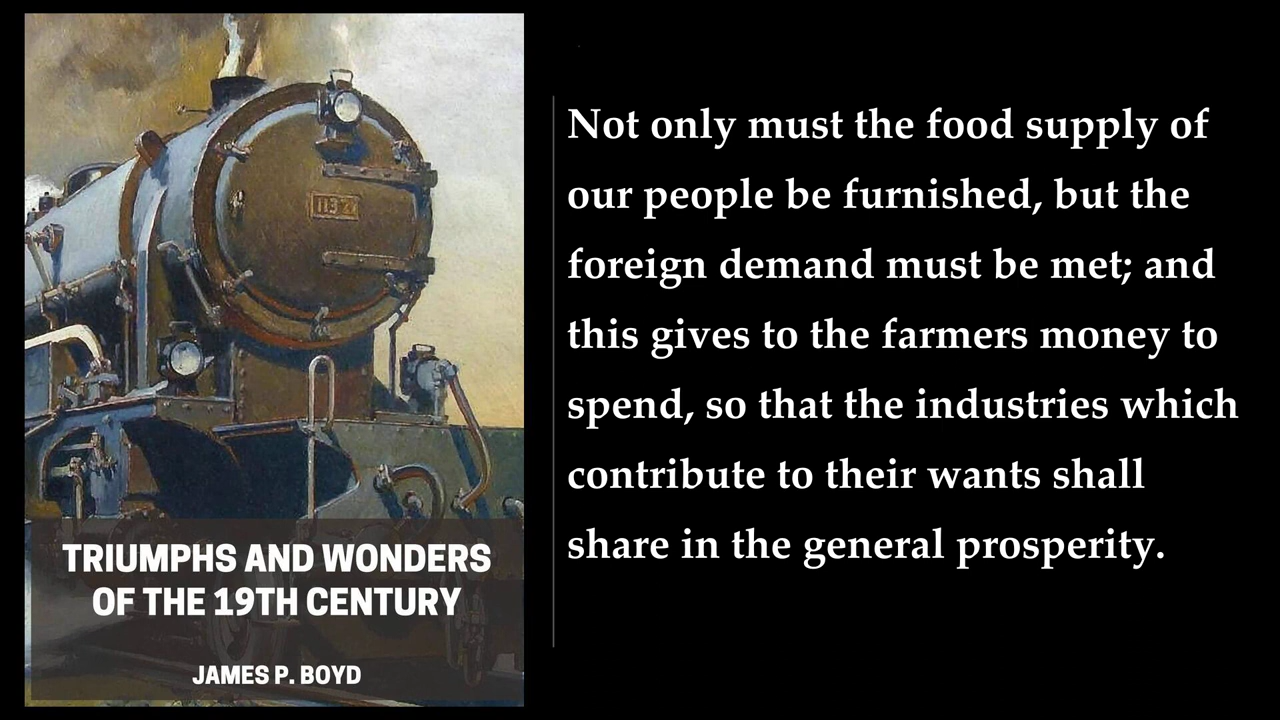 Not only must the food supply of
our people be furnished, but the
foreign demand must be met; and
this gives to the farmers money to
spend, so that the industries which
contribute to their wants shall
share in the general prosperity.
TRIUMPHS AND WONDERS
OF THE 19TH CENTURY
JAMES P. BOYD